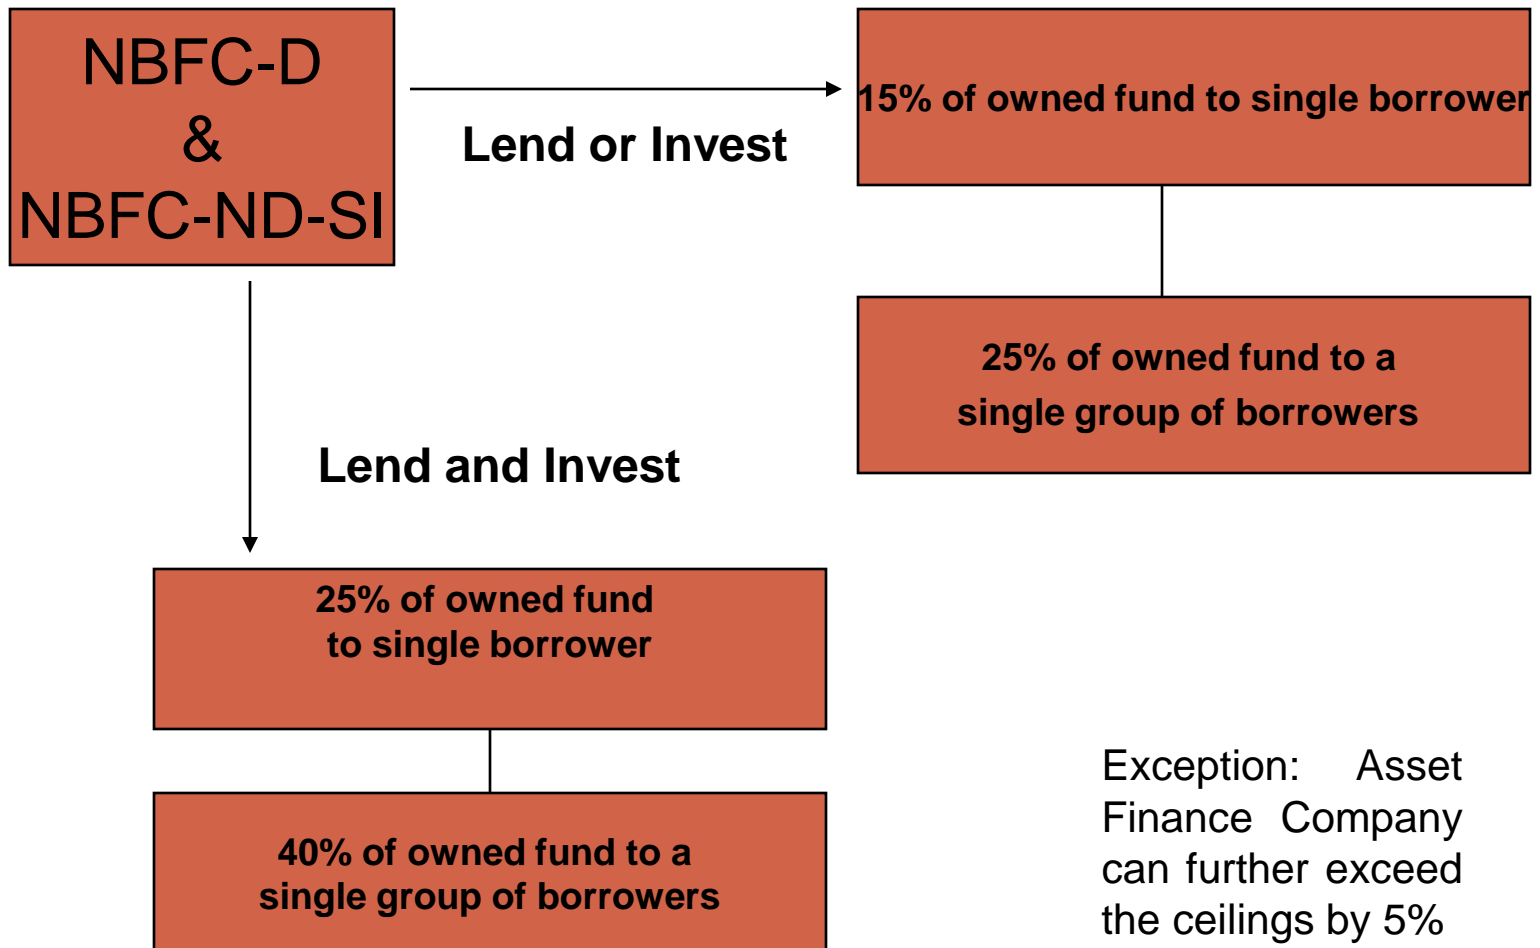 NBFC-D
&
NBFC-ND-SI
Lend or Invest
15% of owned fund to single borrower
25% of owned fund to a
single group of borrowers
Lend and Invest
25% of owned fund
to single borrower
40% of owned fund to a
single group of borrowers
Exception: Asset
Finance Company
can further exceed
the ceilings by 5%